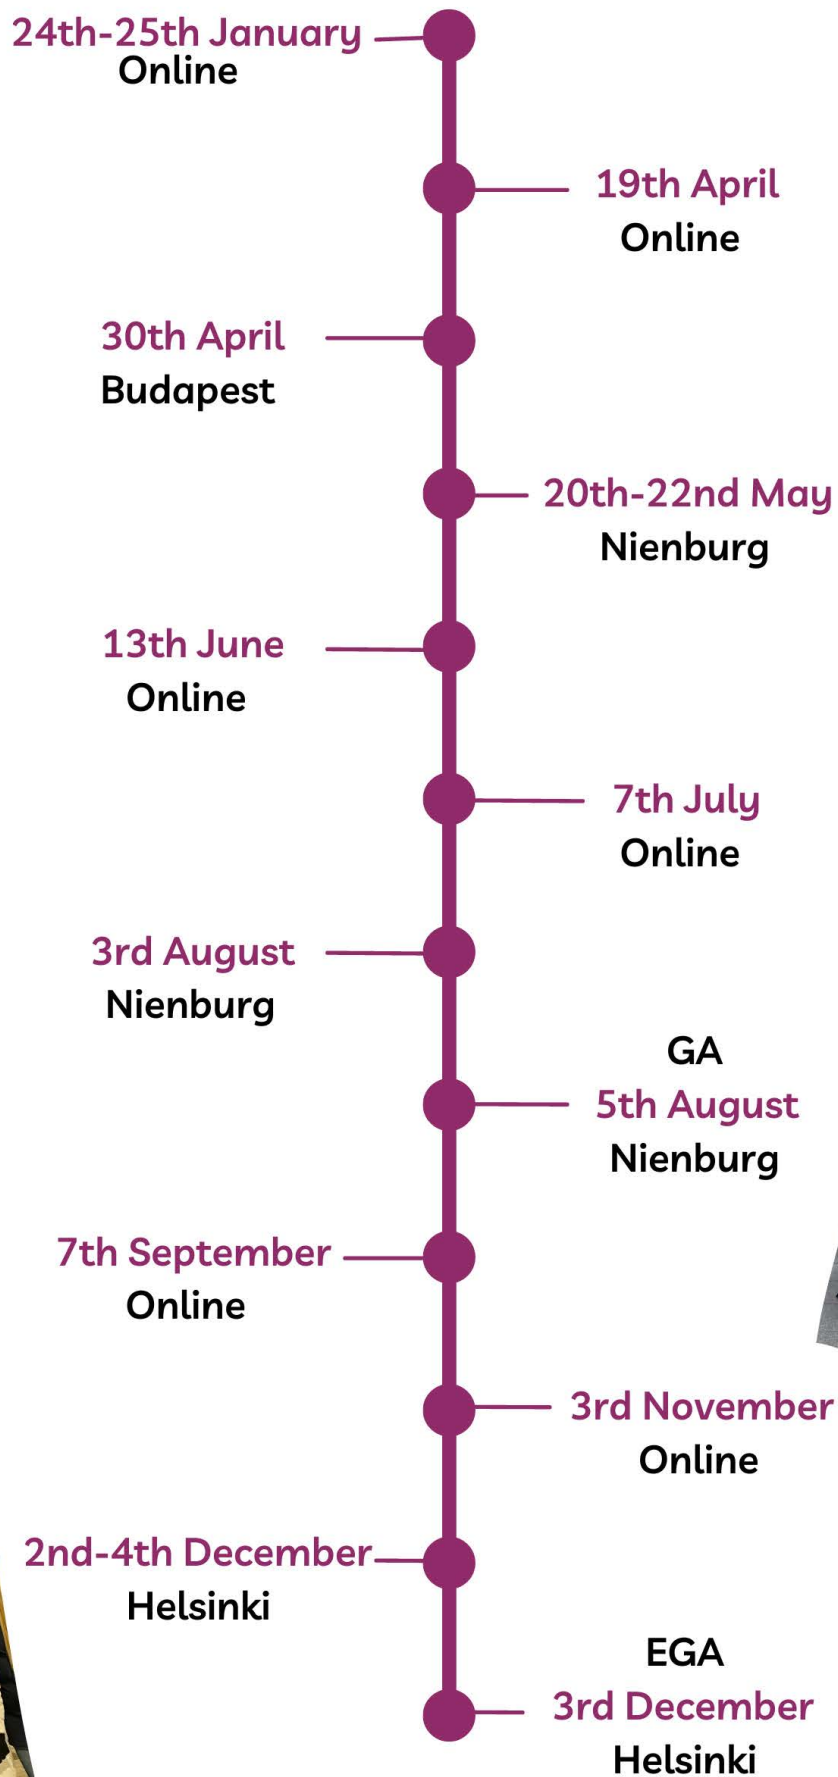 24th-25th January
Online
19th April
Online
30th April
Budapest
20th-22nd May
Nienburg
13th June
Online
7th July
Online
3rd August
Nienburg
GA
5th August
Nienburg
7th September
Online
3rd November
Online
2nd-4th December
Helsinki
EGA
3rd December
Helsinki